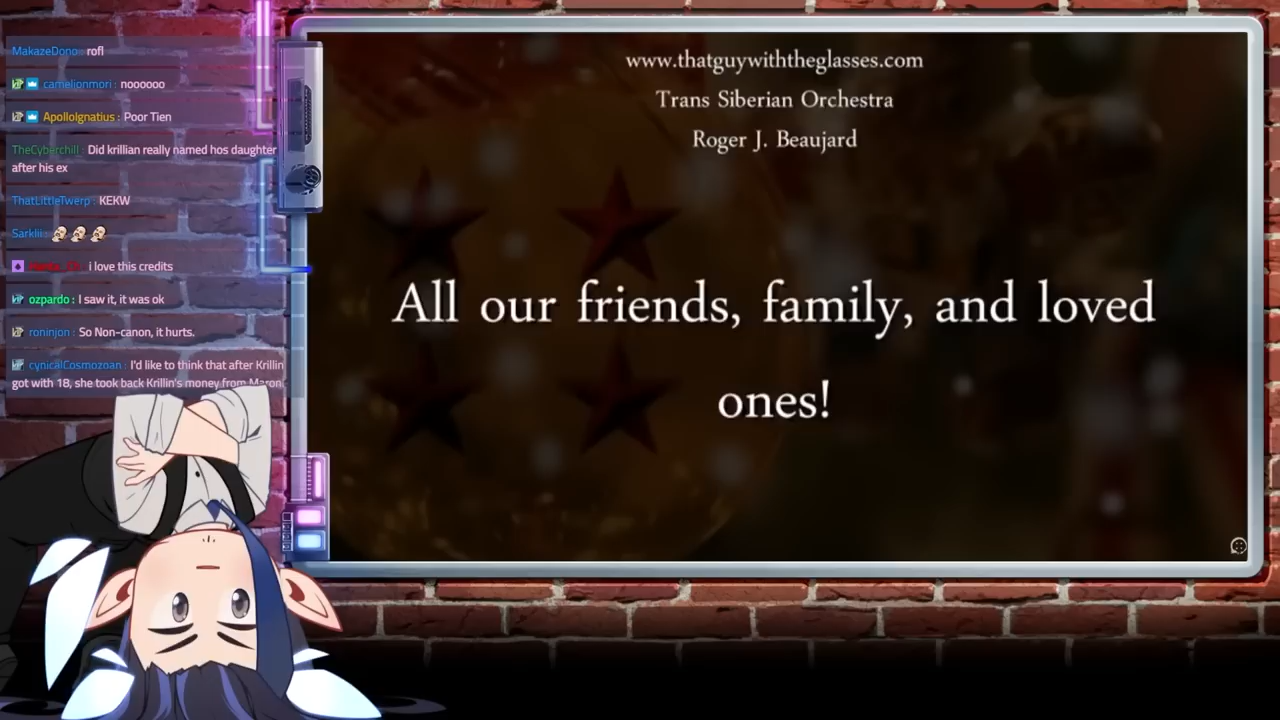 MakazeDono : rofl
camelionmori : noooooo
ApolloIgnatius : Poor Tien
TheCyberchill : Did krillian really named hos daughter
after his ex
ThatLittleTwerp : KEKW
Sarklii :
: i love this credits
ozpardo : I saw it, it was ok
roninjon : So Non-canon, it hurts.
cynicalCosmozoan : I'd like to think that after Krillin
got with 18, she took back Krillin's money from Maron.
www.thatguywiththeglasses.com
Trans Siberian Orchestra
Roger J. Beaujard
All our friends, family, and loved
ones!